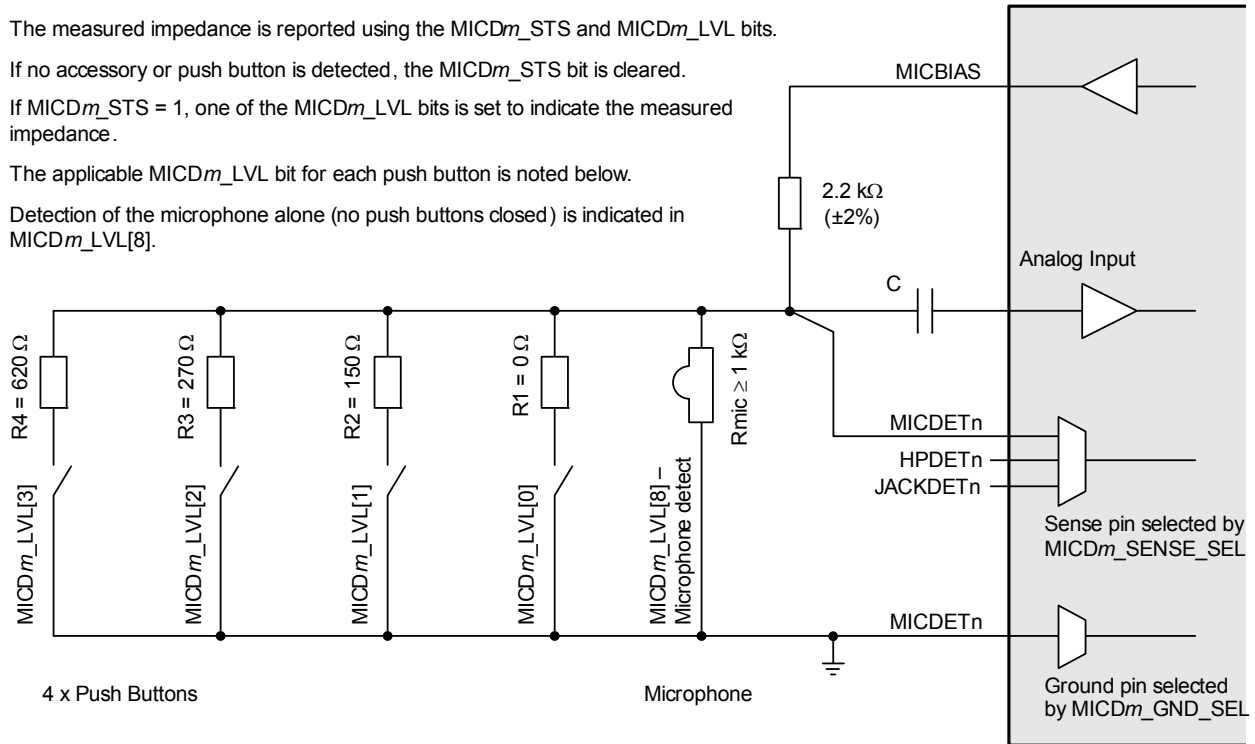 The measured impedance is reported using the MICDm_STS and MICDm_LVL bits.
If no accessory or push button is detected, the MICDm_STS bit is cleared.
If MICDm_STS = 1, one of the MICDm_LVL bits is set to indicate the measured
impedance.
The applicable MICDm_LVL bit for each push button is noted below.
Detection of the microphone alone (no push buttons closed) is indicated in
MICDm_LVL[8].
MICBIAS
2.2 kΩ
(±2%)
Analog Input
C
R4 = 620 Ω
R3 = 270 Ω
R2 = 150 Ω
R1 = 0 Ω
Rmic ≥ 1 kΩ
MICDETn
HPDETn
JACKDETn
Sense pin selected by
MICDm_SENSE_SEL
MICDm_LVL[3]
MICDm_LVL[2]
MICDm_LVL[1]
MICDm_LVL[0]
MICDm_LVL[8] –
Microphone detect
MICDETn
Ground pin selected
by MICDm_GND_SEL
4 x Push Buttons
Microphone